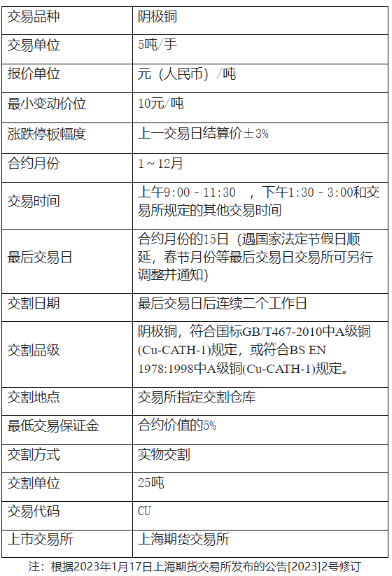 交易品种 阴极铜
交易单位 5吨/手
报价单位 元（人民币）/吨
最小变动价位 10元/吨
涨跌停板幅度 上一交易日结算价±3%
合约月份 1～12月
交易时间 上午9:00﹣11:30 ，下午1:30﹣3:00和交
易所规定的其他交易时间
最后交易日 合约月份的15日（遇国家法定节假日顺
延，春节月份等最后交易日交易所可另行
调整并通知）
交割日期 最后交易日后连续二个工作日
交割品级 阴极铜，符合国标GB/T467-2010中A级铜
(Cu-CATH-1)规定，或符合BS EN
1978:1998中A级铜(Cu-CATH-1)规定。
交割地点 交易所指定交割仓库
最低交易保证金 合约价值的5%
交割方式 实物交割
交割单位 25吨
交易代码 CU
上市交易所 上海期货交易所
注：根据2023年1月17日上海期货交易所发布的公告[2023]2号修订